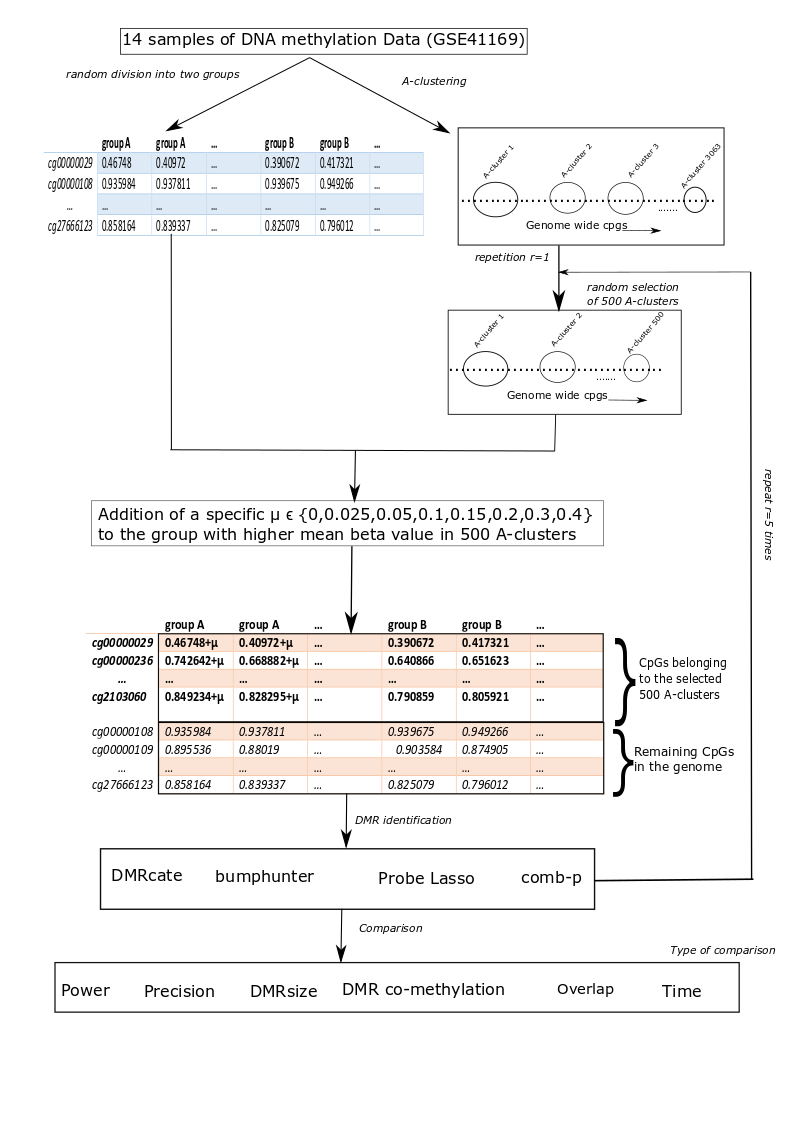 14 samples of DNA methylation Data (GSE41169)
random division into two groups
A-clustering
group A group A ... group B group B ...
cg00000029 0.46748 0.40972 ... 0.390672 0.417321 ...
cg00000108 0.935984 0.937811 ... 0.939675 0.949266 ...
... ... ... ... ... ... ...
cg27666123 0.858164 0.839337 ... 0.825079 0.796012 ...
A-cluster 1 A-cluster 2 A-cluster 3 A-cluster 3063
.......
Genome wide cpgs
repetition r=1
random selection
of 500 A-clusters
A-cluster 1 A-cluster 2 A-cluster 500
.......
Genome wide cpgs
repeat r=5 times
Addition of a specific μ ϵ {0,0.025,0.05,0.1,0.15,0.2,0.3,0.4}
to the group with higher mean beta value in 500 A-clusters
group A group A ... group B group B ...
cg00000029 0.46748+μ 0.40972+μ ... 0.390672 0.417321 ...
cg00000236 0.742642+μ 0.668882+μ ... 0.640866 0.651623 ...
... ... ... ... ... ... ...
cg2103060 0.849234+μ 0.828295+μ ... 0.790859 0.805921 ...
CpGs belonging
to the selected
500 A-clusters
cg00000108 0.935984 0.937811 ... 0.939675 0.949266 ...
cg00000109 0.895536 0.88019 ... 0.903584 0.874905 ...
... ... ... ... ... ... ...
cg27666123 0.858164 0.839337 ... 0.825079 0.796012 ...
Remaining CpGs
in the genome
DMR identification
DMRcate bumphunter Probe Lasso comb-p
Comparison
Type of comparison
Power Precision DMRsize DMR co-methylation Overlap Time